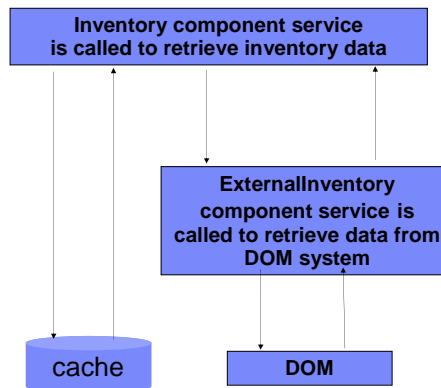 Inventory component service
is called to retrieve inventory data
ExternalInventory
component service is
called to retrieve data from
DOM system
cache
DOM